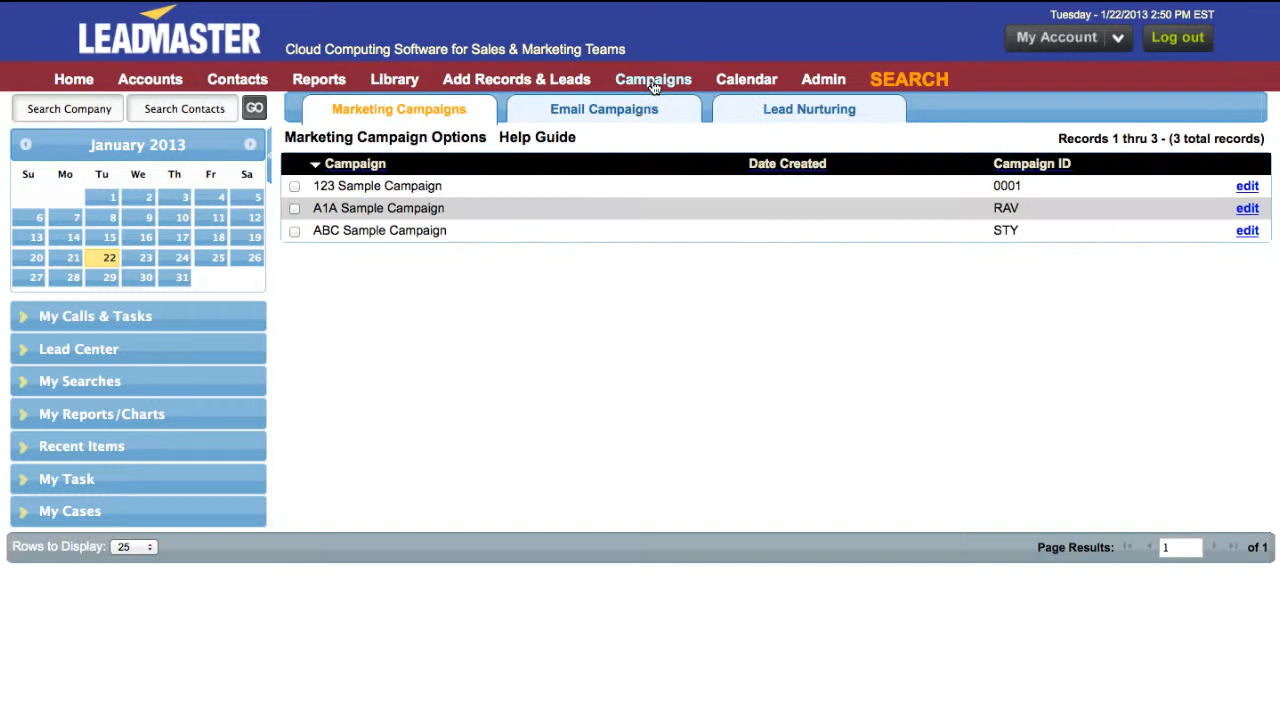 Tuesday - 1/22/2013 2:50 PM EST
LEADMASTER
Cloud Computing Software for Sales & Marketing Teams
My Account
Log out
Home Accounts Contacts Reports Library Add Records & Leads Campaigns Calendar Admin SEARCH
Search Company Search Contacts GO
Marketing Campaigns Email Campaigns Lead Nurturing
Marketing Campaign Options Help Guide Records 1 thru 3 - (3 total records)
January 2013
Su Mo Tu We Th Fr Sa
1 2 3 4 5
6 7 8 9 10 11 12
13 14 15 16 17 18 19
20 21 22 23 24 25 26
27 28 29 30 31
Campaign Date Created Campaign ID
123 Sample Campaign 0001 edit
A1A Sample Campaign RAV edit
ABC Sample Campaign STY edit
My Calls & Tasks
Lead Center
My Searches
My Reports/Charts
Recent Items
My Task
My Cases
Rows to Display: 25 Page Results: 1 of 1